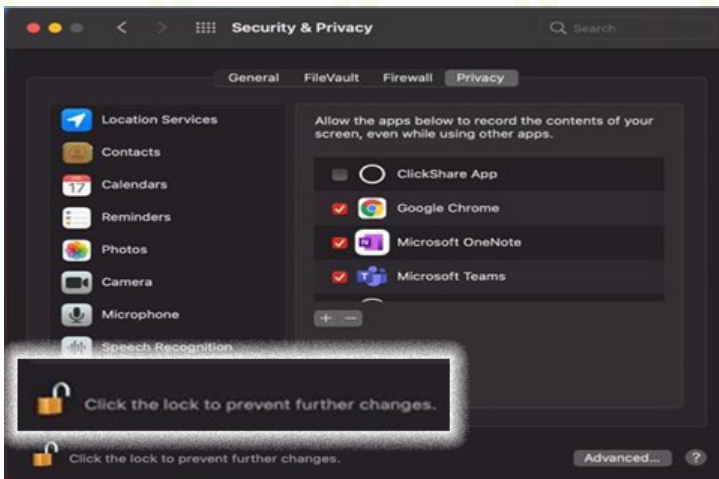 Security & Privacy
Search
General FileVault Firewall Privacy
Location Services
Contacts
17
Calendars
Reminders
Photos
Camera
Microphone
Speech Recognition
Allow the apps below to record the contents of your
screen, even while using other apps.
ClickShare App
Google Chrome
N
Microsoft OneNote
T
Microsoft Teams
+ −
Click the lock to prevent further changes.
Click the lock to prevent further changes.
Advanced... ?